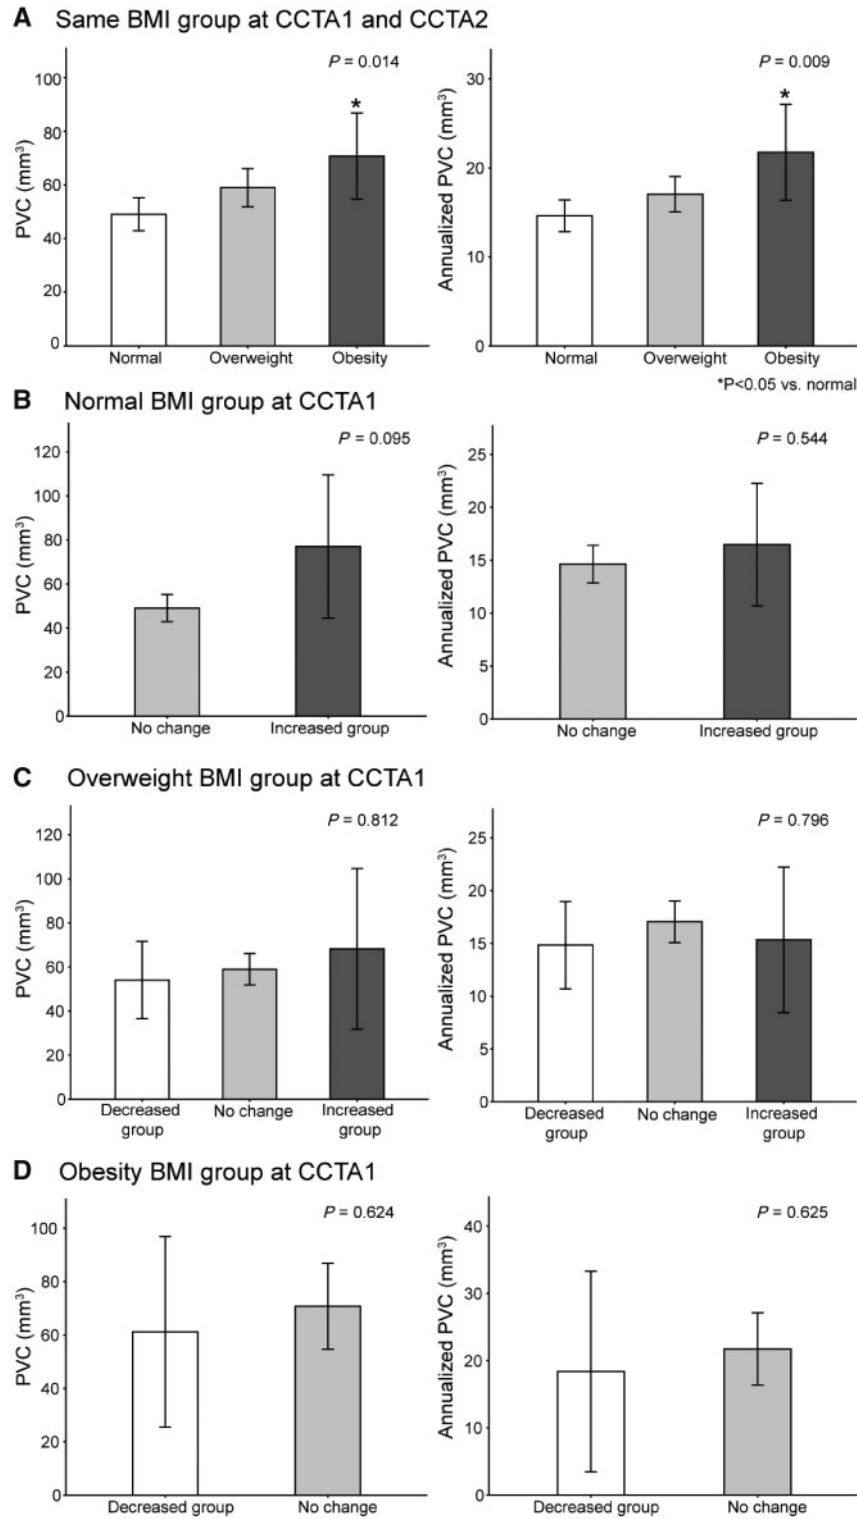 A Same BMI group at CCTA1 and CCTA2
P = 0.014
PVC (mm³)
100
80
60
40
20
0
*
Normal Overweight Obesity
P = 0.009
Annualized PVC (mm³)
30
20
10
0
*
Normal Overweight Obesity
*P<0.05 vs. normal
B Normal BMI group at CCTA1
P = 0.095
PVC (mm³)
120
100
80
60
40
20
0
No change Increased group
P = 0.544
Annualized PVC (mm³)
25
20
15
10
5
0
No change Increased group
C Overweight BMI group at CCTA1
P = 0.812
PVC (mm³)
120
100
80
60
40
20
0
Decreased group No change Increased group
P = 0.796
Annualized PVC (mm³)
25
20
15
10
5
0
Decreased group No change Increased group
D Obesity BMI group at CCTA1
P = 0.624
PVC (mm³)
100
80
60
40
20
0
Decreased group No change
P = 0.625
Annualized PVC (mm³)
40
30
20
10
0
Decreased group No change